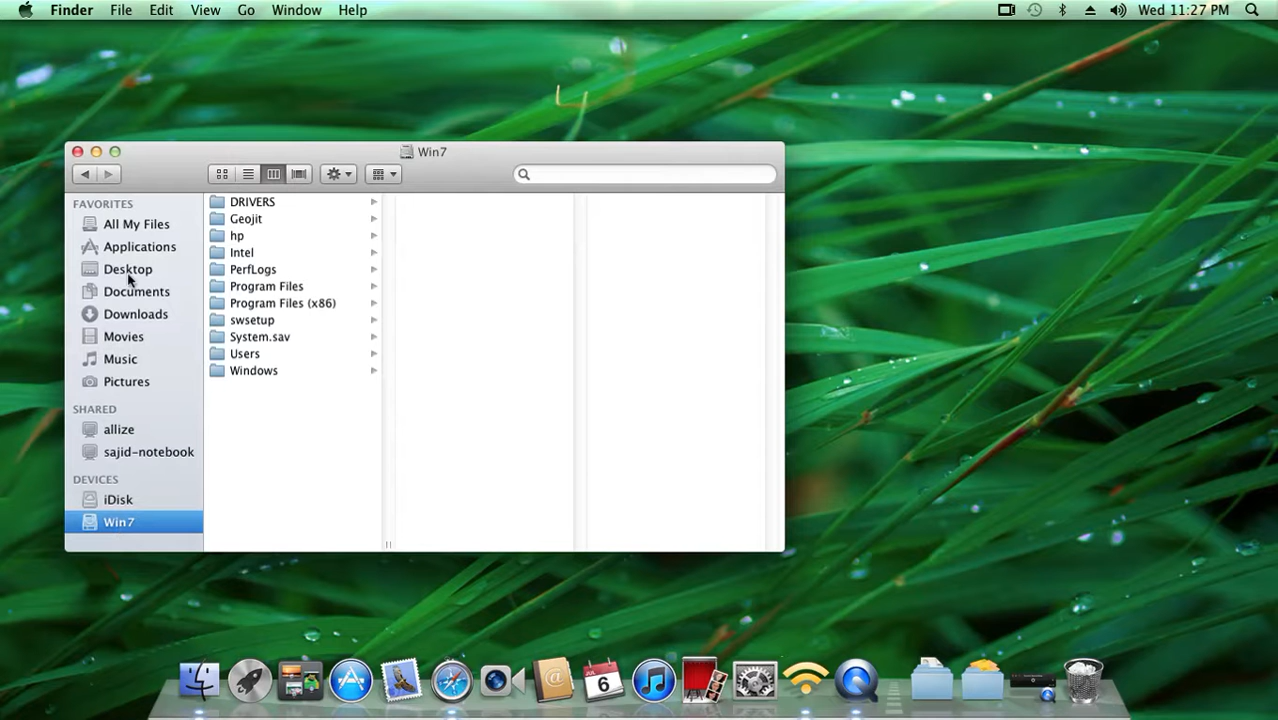 Finder File Edit View Go Window Help Wed 11:27 PM
Win7
FAVORITES
All My Files
Applications
Desktop
Documents
Downloads
Movies
Music
Pictures
SHARED
allize
sajid-notebook
DEVICES
iDisk
Win7
DRIVERS
Geojit
hp
Intel
PerfLogs
Program Files
Program Files (x86)
swsetup
System.sav
Users
Windows
JUL
6